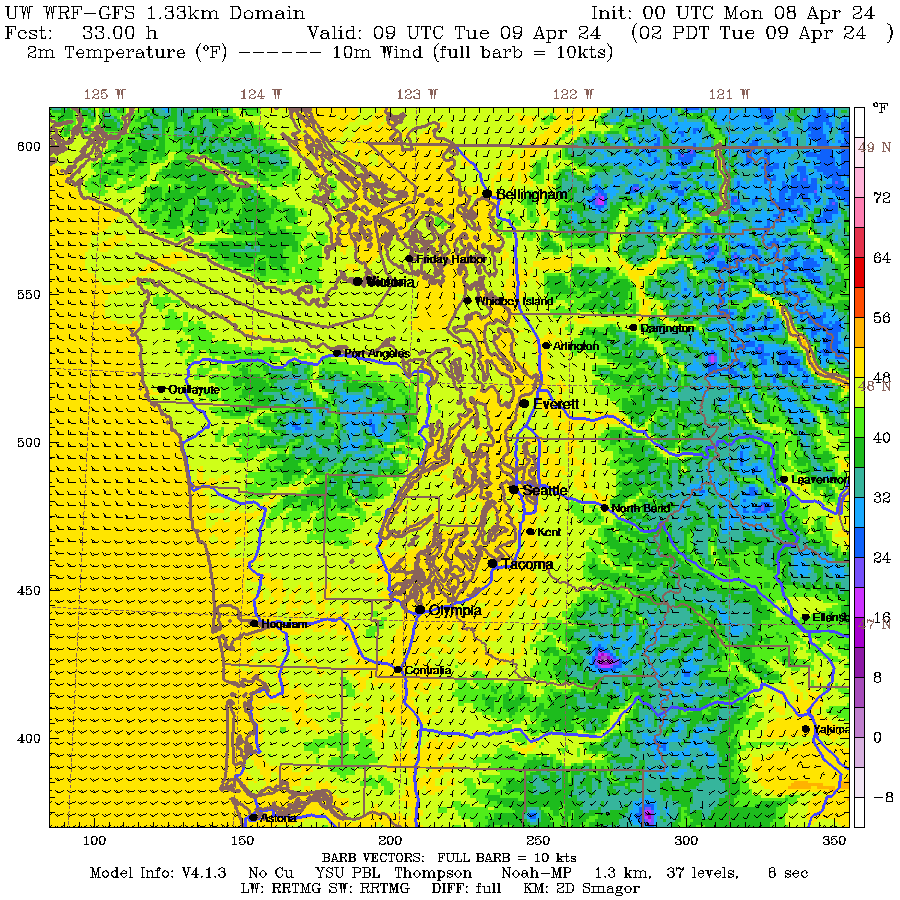 UW WRF-GFS 1.33km Domain Init: 00 UTC Mon 08 Apr 24
Fcst: 33.00 h Valid: 09 UTC Tue 09 Apr 24 (02 PDT Tue 09 Apr 24 )
2m Temperature (°F) ------ 10m Wind (full barb = 10kts)
125 W 124 W 123 W 122 W 121 W
°F
600
49 N
Bellingham
72
Friday Harbor
64
Victoria
550
Whidbey Island
56
Darrington
Arlington
Port Angeles
48
48 N
Quillayute
Everett
500
40
Leavenwor
Seattle
32
North Bend
Kent
24
Tacoma
450
Olympia
16
Ellensb
47 N
Hoquiam
Centralia
8
Yakima
400
0
−8
Astoria
100 150 200 250 300 350
BARB VECTORS: FULL BARB = 10 kts
Model Info: V4.1.3 No Cu YSU PBL Thompson Noah-MP 1.3 km, 37 levels, 8 sec
LW: RRTMG SW: RRTMG DIFF: full KM: 2D Smagor